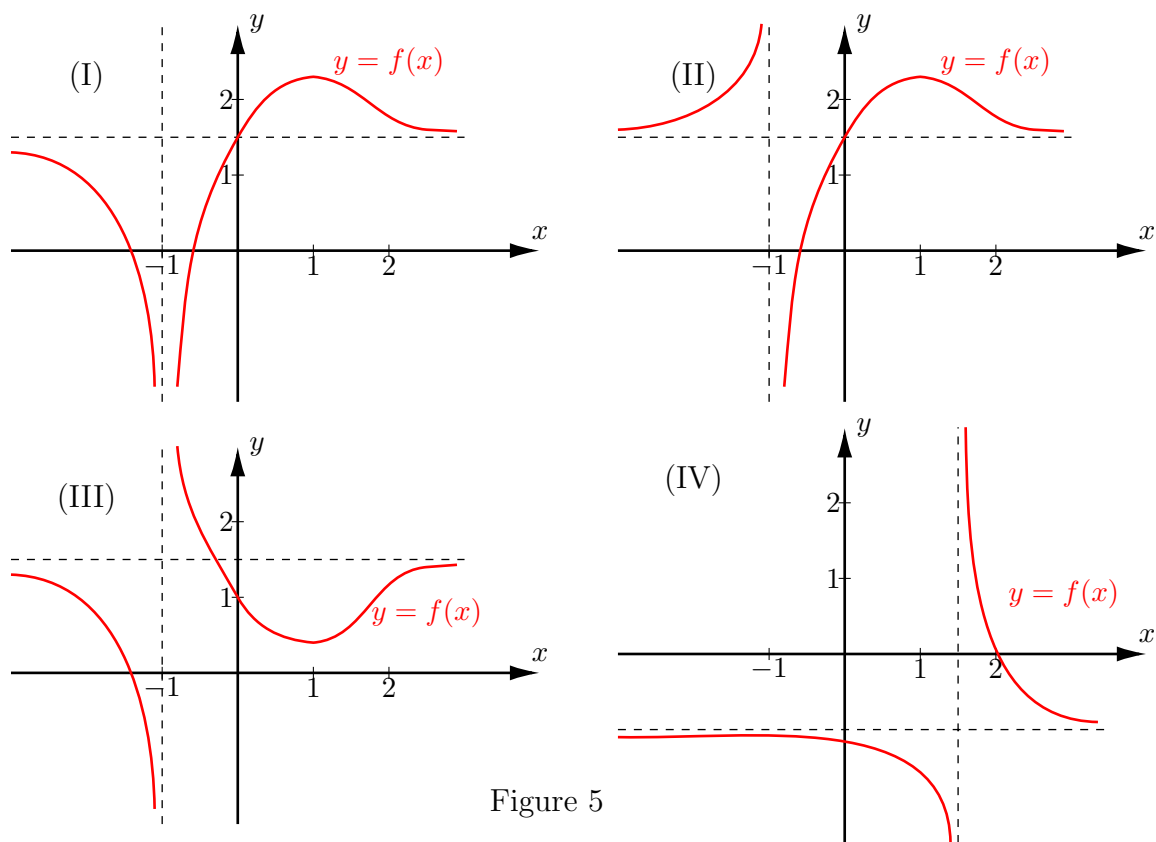 (I)
y
y = f(x)
2
1
x
−1
1
2
(II)
y
y = f(x)
2
1
x
−1
1
2
(III)
y
2
1
y = f(x)
x
−1
1
2
(IV)
y
2
1
y = f(x)
x
−1
1
2
Figure 5